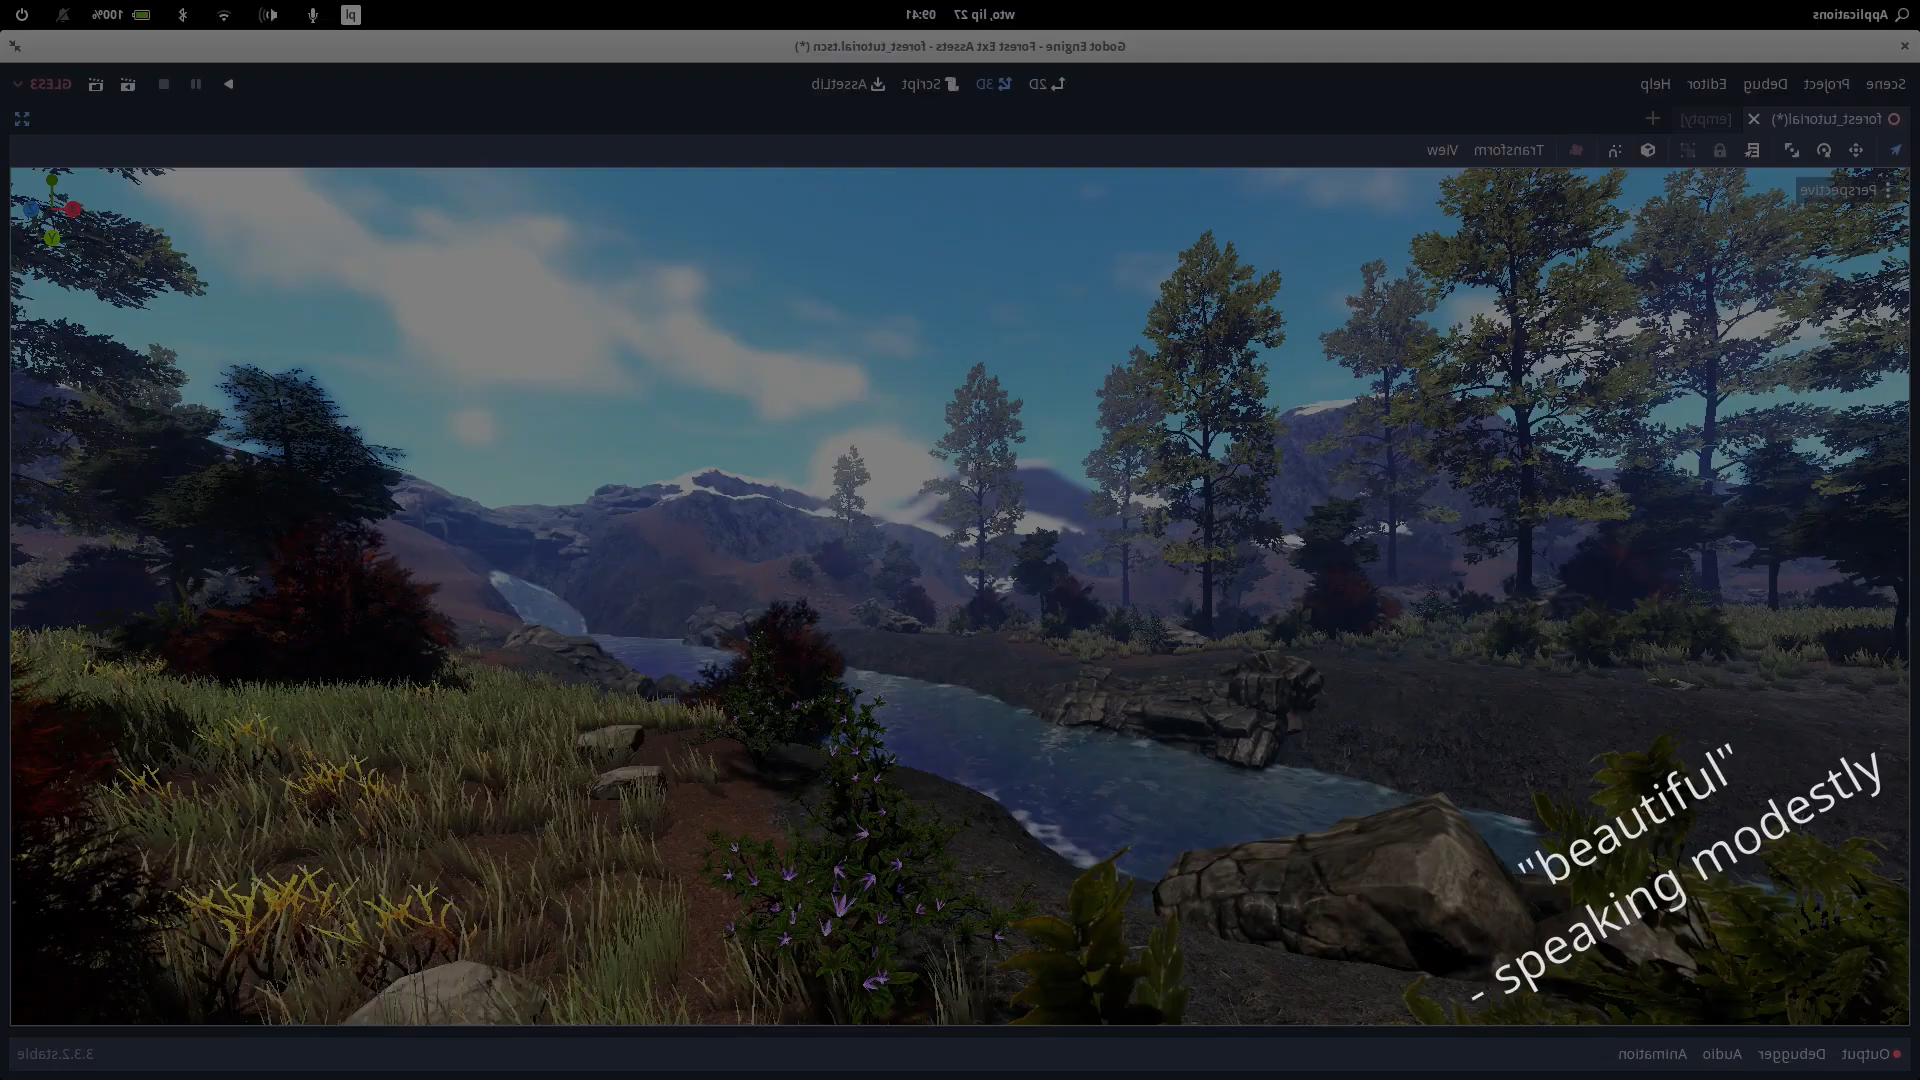 Applications
wto, lip 27 09:41
pl
100%
Godot Engine - Forest Ext Assets - forest_tutorial.tscn (*)
Scene Project Debug Editor Help
2D 3D Script AssetLib
GLES3
forest_tutorial(*) [empty]
Transform View
Perspective
Y
"beautiful"
- speaking modestly
Output Debugger Audio Animation
3.3.2.stable